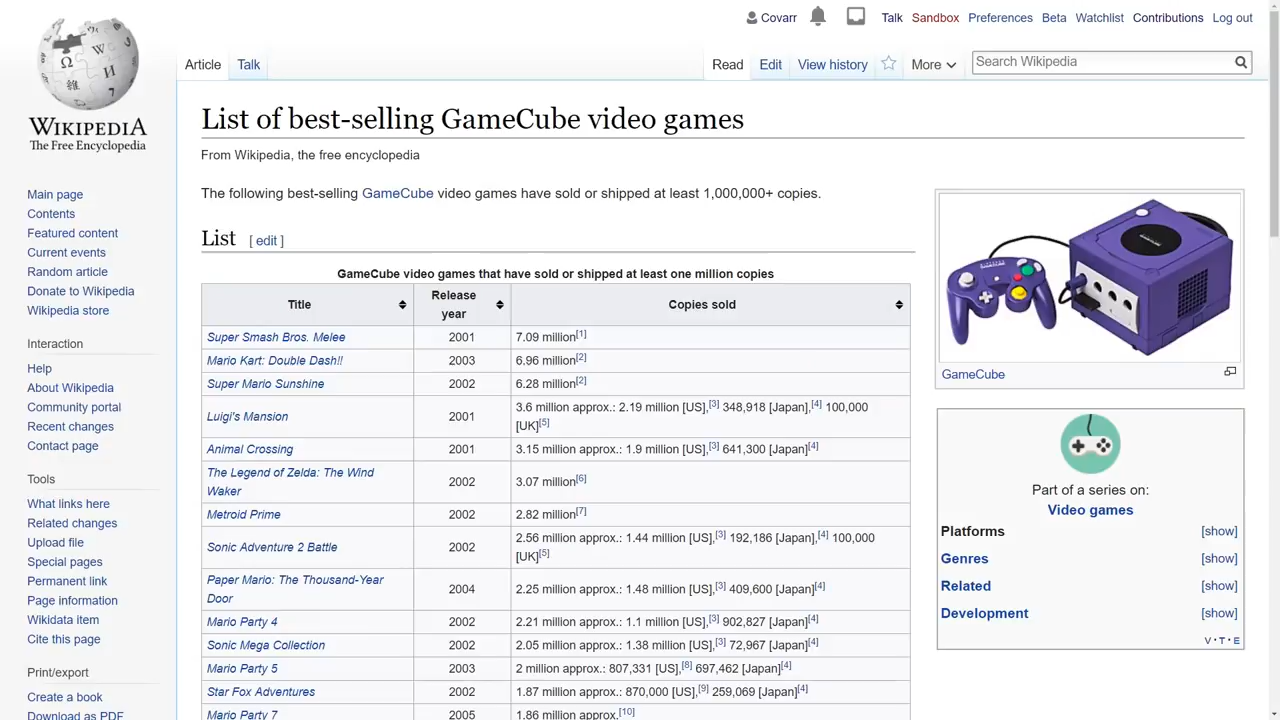 Covarr Talk Sandbox Preferences Beta Watchlist Contributions Log out
Article Talk Read Edit View history More Search Wikipedia
WIKIPEDIA
The Free Encyclopedia
Main page
Contents
Featured content
Current events
Random article
Donate to Wikipedia
Wikipedia store
Interaction
Help
About Wikipedia
Community portal
Recent changes
Contact page
Tools
What links here
Related changes
Upload file
Special pages
Permanent link
Page information
Wikidata item
Cite this page
Print/export
Create a book
Download as PDF
List of best-selling GameCube video games
From Wikipedia, the free encyclopedia
The following best-selling GameCube video games have sold or shipped at least 1,000,000+ copies.
List [ edit ]
GameCube video games that have sold or shipped at least one million copies
Title Release year Copies sold
Super Smash Bros. Melee 2001 7.09 million[1]
Mario Kart: Double Dash!! 2003 6.96 million[2]
Super Mario Sunshine 2002 6.28 million[2]
Luigi's Mansion 2001 3.6 million approx.: 2.19 million [US],[3] 348,918 [Japan],[4] 100,000
[UK][5]
Animal Crossing 2001 3.15 million approx.: 1.9 million [US],[3] 641,300 [Japan][4]
The Legend of Zelda: The Wind
Waker 2002 3.07 million[6]
Metroid Prime 2002 2.82 million[7]
Sonic Adventure 2 Battle 2002 2.56 million approx.: 1.44 million [US],[3] 192,186 [Japan],[4] 100,000
[UK][5]
Paper Mario: The Thousand-Year
Door 2004 2.25 million approx.: 1.48 million [US],[3] 409,600 [Japan][4]
Mario Party 4 2002 2.21 million approx.: 1.1 million [US],[3] 902,827 [Japan][4]
Sonic Mega Collection 2002 2.05 million approx.: 1.38 million [US],[3] 72,967 [Japan][4]
Mario Party 5 2003 2 million approx.: 807,331 [US],[8] 697,462 [Japan][4]
Star Fox Adventures 2002 1.87 million approx.: 870,000 [US],[9] 259,069 [Japan][4]
Mario Party 7 2005 1.86 million approx.[10]
GameCube
Part of a series on:
Video games
Platforms [show]
Genres [show]
Related [show]
Development [show]
V · T · E